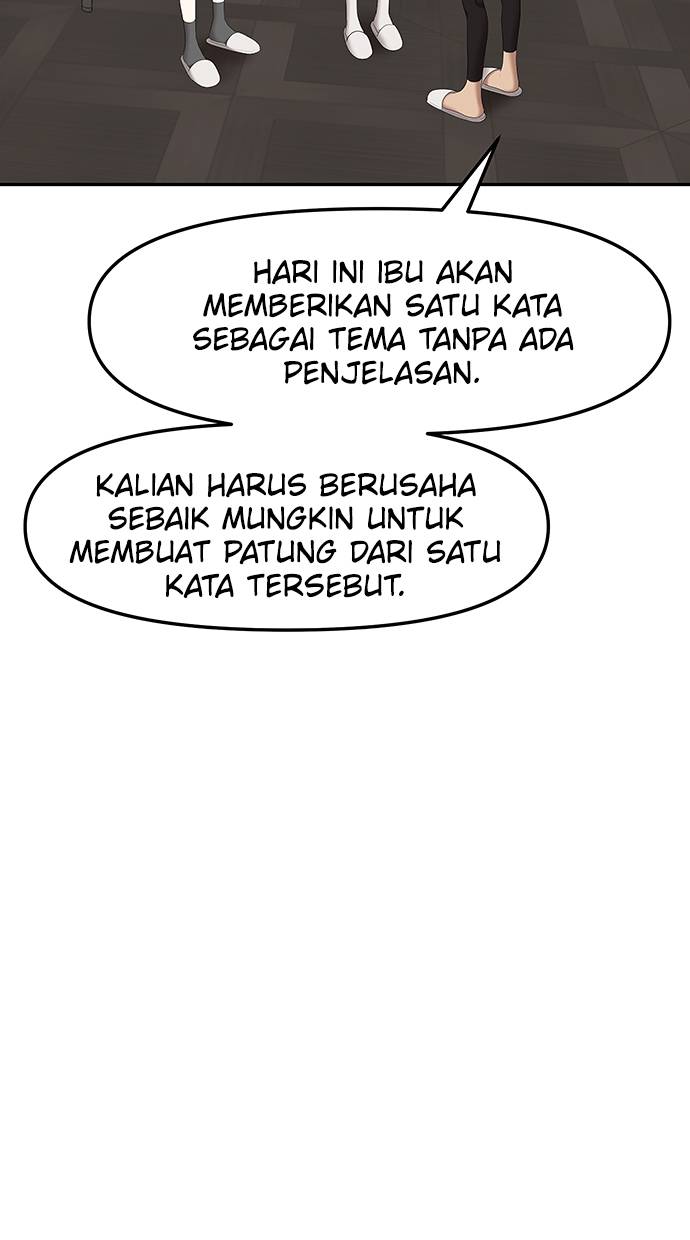 HARI INI IBU AKAN
MEMBERIKAN SATU KATA
SEBAGAI TEMA TANPA ADA
PENJELASAN.
KALIAN HARUS BERUSAHA
SEBAIK MUNGKIN UNTUK
MEMBUAT PATUNG DARI SATU
KATA TERSEBUT.